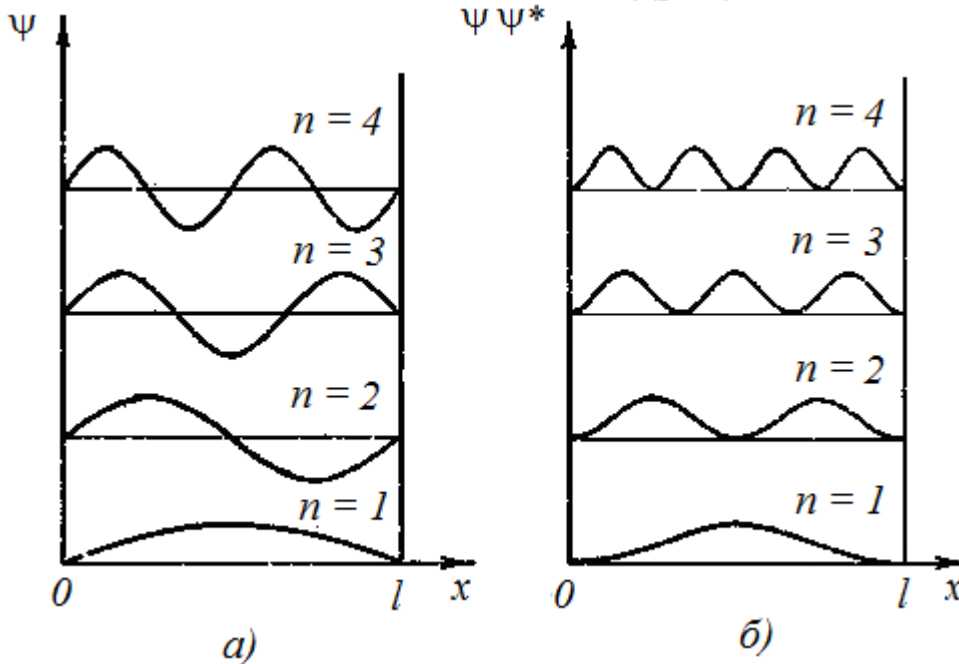 ψ
n = 4
n = 3
n = 2
n = 1
0
l
x
а)
ψ ψ*
n = 4
n = 3
n = 2
n = 1
0
l
x
б)